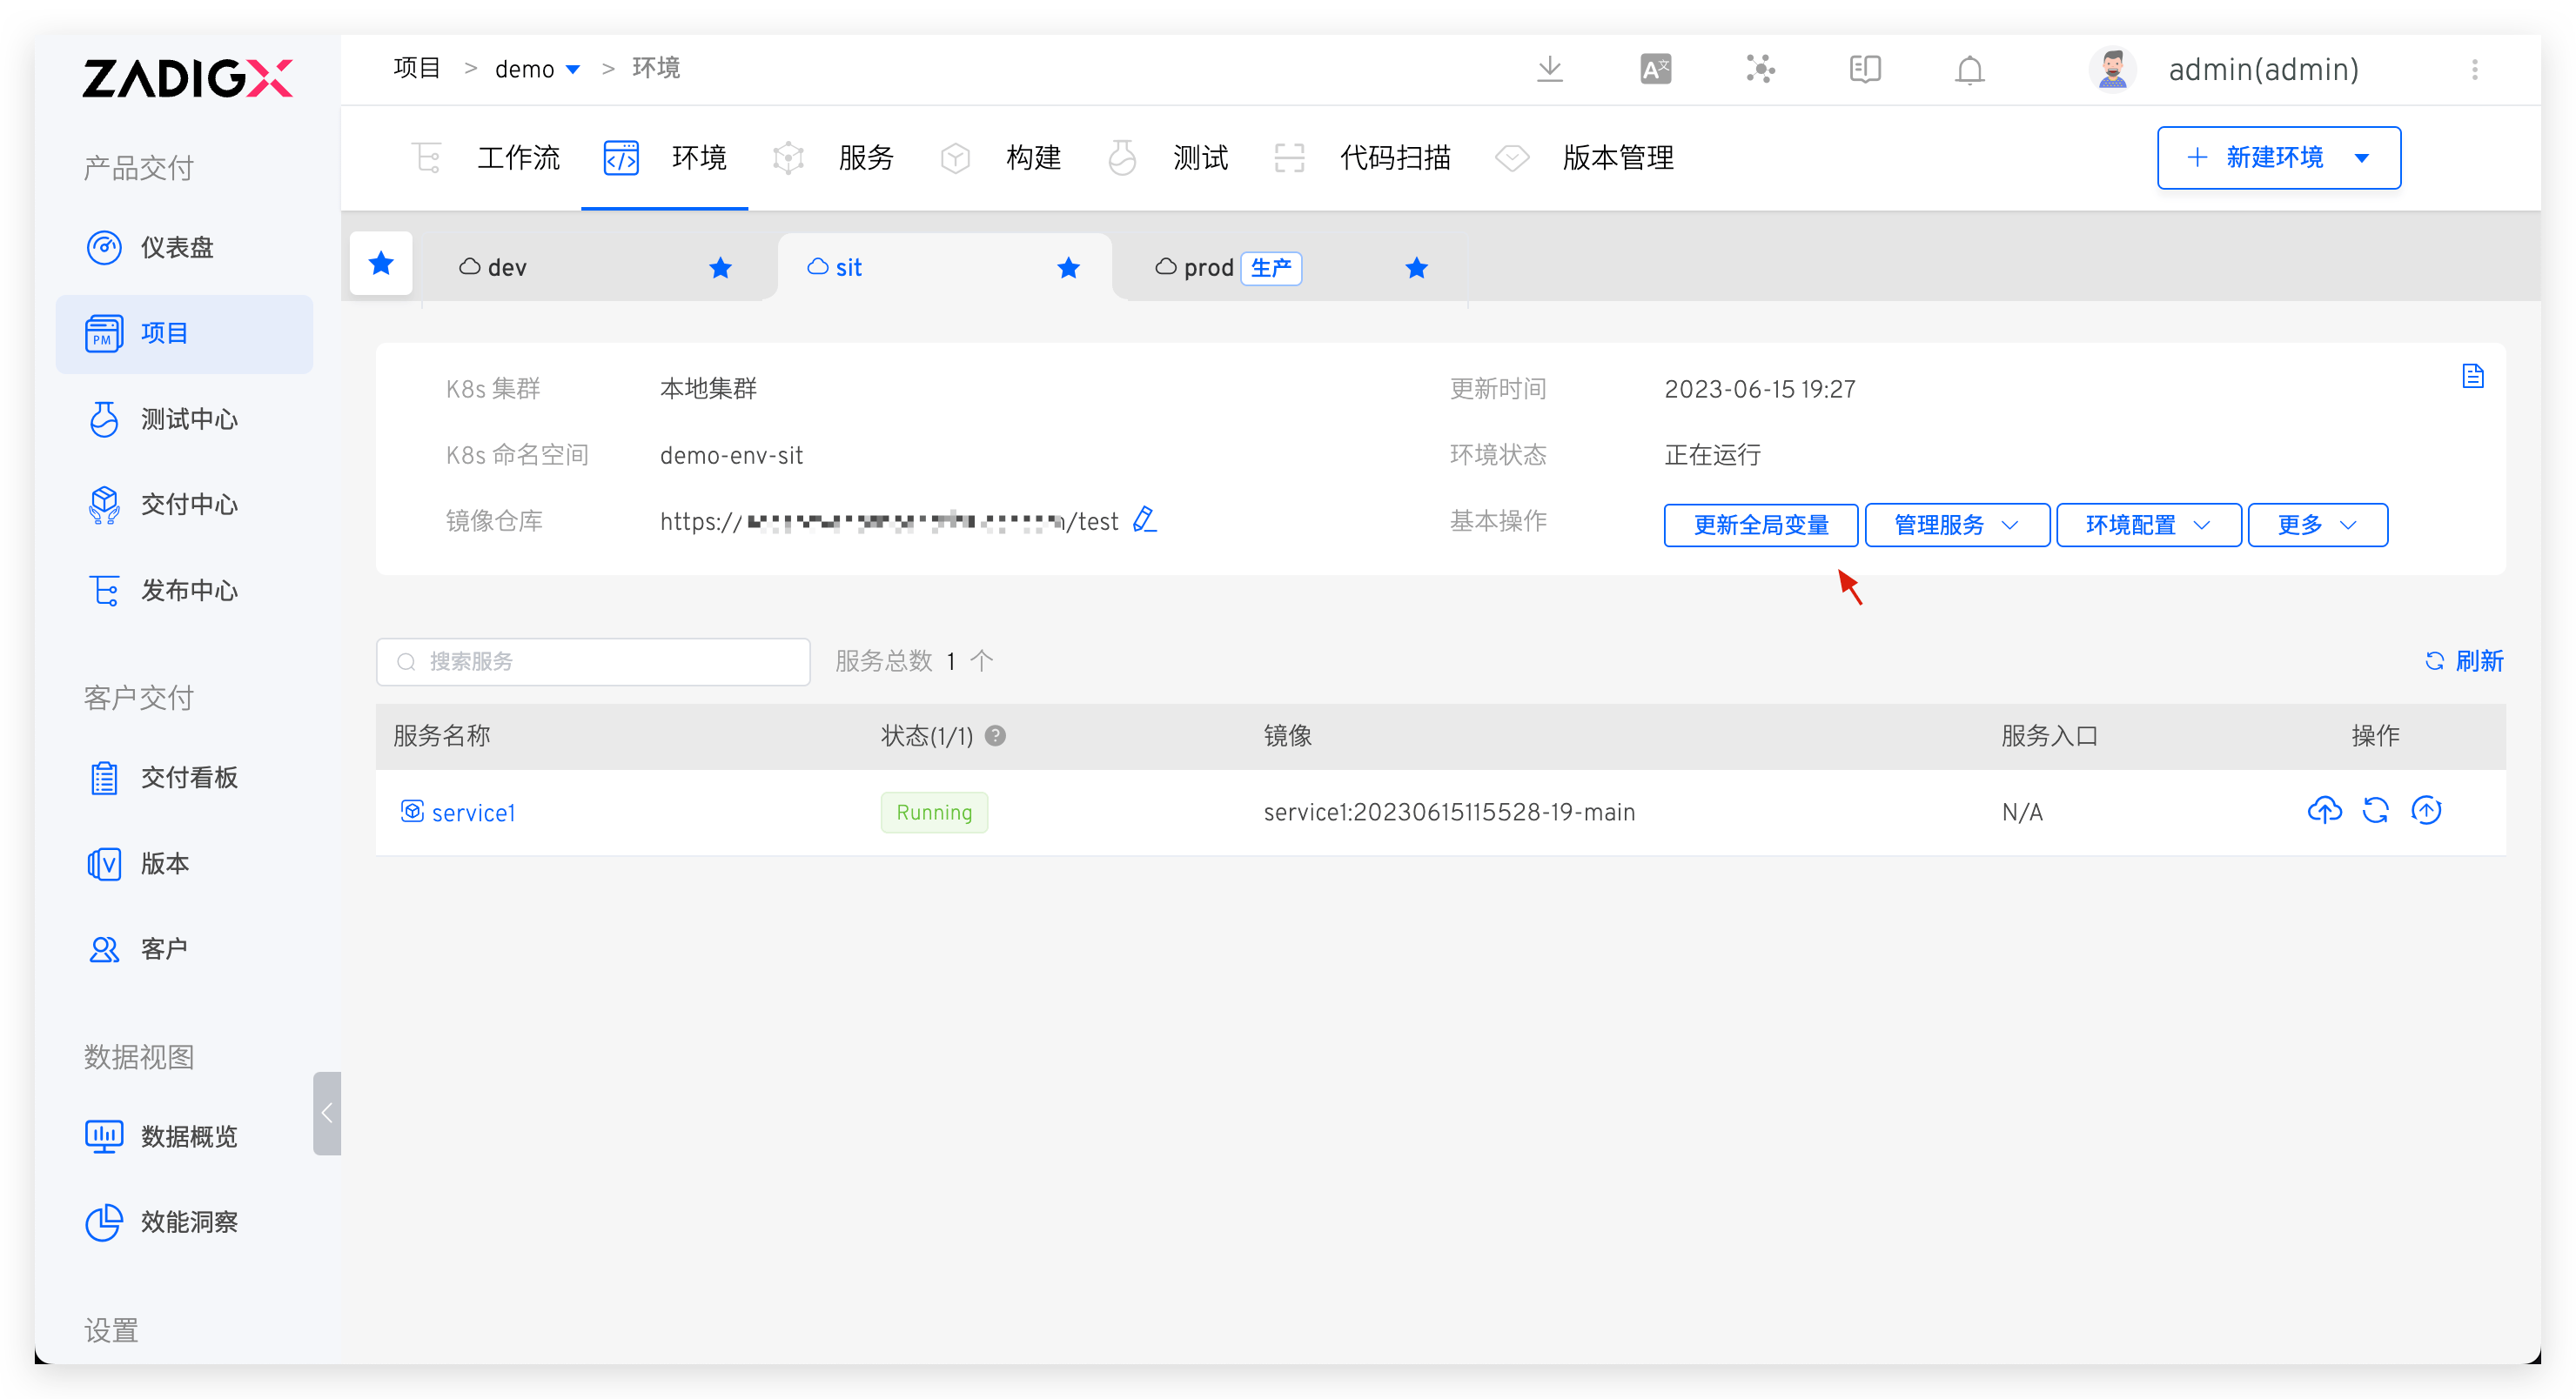 ZADIGX
项目 > demo > 环境
admin(admin)
工作流 环境 服务 构建 测试 代码扫描 版本管理
+ 新建环境
产品交付
仪表盘
项目
测试中心
交付中心
发布中心
客户交付
交付看板
版本
客户
数据视图
数据概览
效能洞察
设置
dev sit prod 生产
K8s 集群 本地集群 更新时间 2023-06-15 19:27
K8s 命名空间 demo-env-sit 环境状态 正在运行
镜像仓库 https:// /test 基本操作 更新全局变量 管理服务 环境配置 更多
搜索服务 服务总数 1 个 刷新
服务名称 状态(1/1) 镜像 服务入口 操作
service1 Running service1:20230615115528-19-main N/A